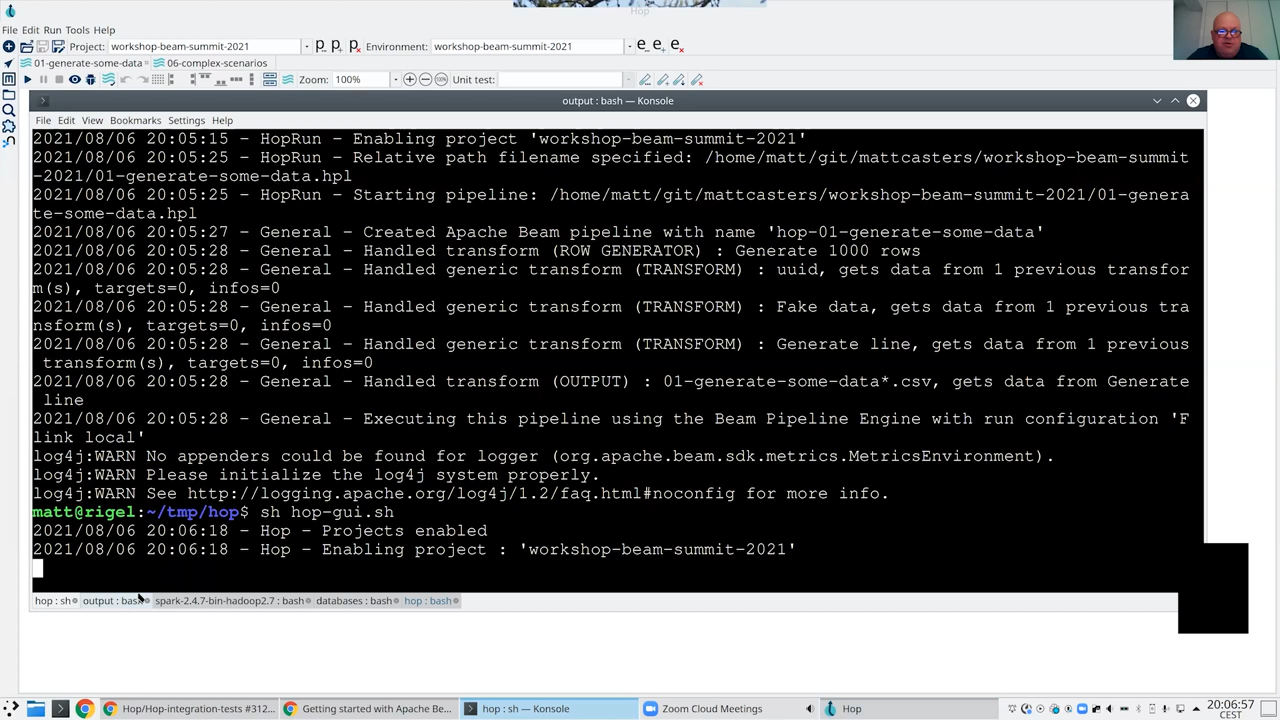 Hop
File Edit Run Tools Help
Project: workshop-beam-summit-2021 Environment: workshop-beam-summit-2021
01-generate-some-data 06-complex-scenarios
Zoom: 100% Unit test:
output : bash — Konsole
File Edit View Bookmarks Settings Help
2021/08/06 20:05:15 - HopRun - Enabling project 'workshop-beam-summit-2021'
2021/08/06 20:05:25 - HopRun - Relative path filename specified: /home/matt/git/mattcasters/workshop-beam-summit
-2021/01-generate-some-data.hpl
2021/08/06 20:05:25 - HopRun - Starting pipeline: /home/matt/git/mattcasters/workshop-beam-summit-2021/01-genera
te-some-data.hpl
2021/08/06 20:05:27 - General - Created Apache Beam pipeline with name 'hop-01-generate-some-data'
2021/08/06 20:05:28 - General - Handled transform (ROW GENERATOR) : Generate 1000 rows
2021/08/06 20:05:28 - General - Handled generic transform (TRANSFORM) : uuid, gets data from 1 previous transfor
m(s), targets=0, infos=0
2021/08/06 20:05:28 - General - Handled generic transform (TRANSFORM) : Fake data, gets data from 1 previous tra
nsform(s), targets=0, infos=0
2021/08/06 20:05:28 - General - Handled generic transform (TRANSFORM) : Generate line, gets data from 1 previous
transform(s), targets=0, infos=0
2021/08/06 20:05:28 - General - Handled transform (OUTPUT) : 01-generate-some-data*.csv, gets data from Generate
line
2021/08/06 20:05:28 - General - Executing this pipeline using the Beam Pipeline Engine with run configuration 'F
link local'
log4j:WARN No appenders could be found for logger (org.apache.beam.sdk.metrics.MetricsEnvironment).
log4j:WARN Please initialize the log4j system properly.
log4j:WARN See http://logging.apache.org/log4j/1.2/faq.html#noconfig for more info.
matt@rigel:~/tmp/hop$ sh hop-gui.sh
2021/08/06 20:06:18 - Hop - Projects enabled
2021/08/06 20:06:18 - Hop - Enabling project : 'workshop-beam-summit-2021'
hop : sh output : bash spark-2.4.7-bin-hadoop2.7 : bash databases : bash hop : bash
Hop/Hop-integration-tests #312... Getting started with Apache Be... hop : sh — Konsole Zoom Cloud Meetings Hop 20:06:57
CEST